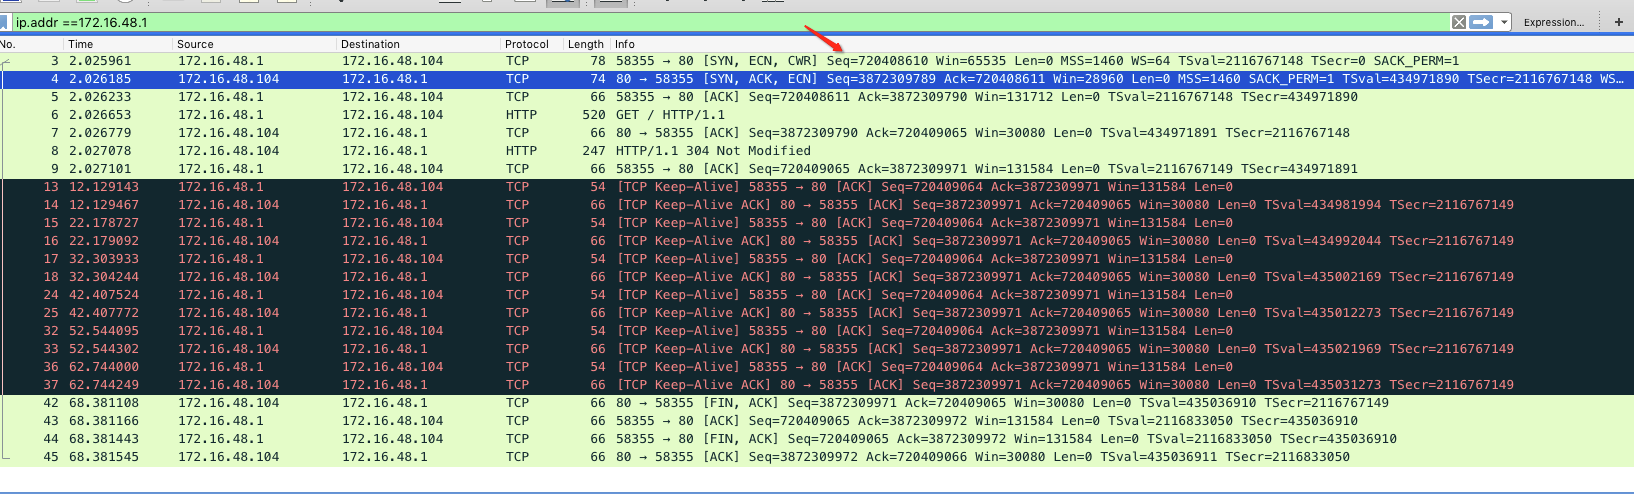 ip.addr ==172.16.48.1 Expression... +
No. Time Source Destination Protocol Length Info
3 2.025961 172.16.48.1 172.16.48.104 TCP 78 58355 → 80 [SYN, ECN, CWR] Seq=720408610 Win=65535 Len=0 MSS=1460 WS=64 TSval=2116767148 TSecr=0 SACK_PERM=1
4 2.026185 172.16.48.104 172.16.48.1 TCP 74 80 → 58355 [SYN, ACK, ECN] Seq=3872309789 Ack=720408611 Win=28960 Len=0 MSS=1460 SACK_PERM=1 TSval=434971890 TSecr=2116767148 WS…
5 2.026233 172.16.48.1 172.16.48.104 TCP 66 58355 → 80 [ACK] Seq=720408611 Ack=3872309790 Win=131712 Len=0 TSval=2116767148 TSecr=434971890
6 2.026653 172.16.48.1 172.16.48.104 HTTP 520 GET / HTTP/1.1
7 2.026779 172.16.48.104 172.16.48.1 TCP 66 80 → 58355 [ACK] Seq=3872309790 Ack=720409065 Win=30080 Len=0 TSval=434971891 TSecr=2116767148
8 2.027078 172.16.48.104 172.16.48.1 HTTP 247 HTTP/1.1 304 Not Modified
9 2.027101 172.16.48.1 172.16.48.104 TCP 66 58355 → 80 [ACK] Seq=720409065 Ack=3872309971 Win=131584 Len=0 TSval=2116767149 TSecr=434971891
13 12.129143 172.16.48.1 172.16.48.104 TCP 54 [TCP Keep-Alive] 58355 → 80 [ACK] Seq=720409064 Ack=3872309971 Win=131584 Len=0
14 12.129467 172.16.48.104 172.16.48.1 TCP 66 [TCP Keep-Alive ACK] 80 → 58355 [ACK] Seq=3872309971 Ack=720409065 Win=30080 Len=0 TSval=434981994 TSecr=2116767149
15 22.178727 172.16.48.1 172.16.48.104 TCP 54 [TCP Keep-Alive] 58355 → 80 [ACK] Seq=720409064 Ack=3872309971 Win=131584 Len=0
16 22.179092 172.16.48.104 172.16.48.1 TCP 66 [TCP Keep-Alive ACK] 80 → 58355 [ACK] Seq=3872309971 Ack=720409065 Win=30080 Len=0 TSval=434992044 TSecr=2116767149
17 32.303933 172.16.48.1 172.16.48.104 TCP 54 [TCP Keep-Alive] 58355 → 80 [ACK] Seq=720409064 Ack=3872309971 Win=131584 Len=0
18 32.304244 172.16.48.104 172.16.48.1 TCP 66 [TCP Keep-Alive ACK] 80 → 58355 [ACK] Seq=3872309971 Ack=720409065 Win=30080 Len=0 TSval=435002169 TSecr=2116767149
24 42.407524 172.16.48.1 172.16.48.104 TCP 54 [TCP Keep-Alive] 58355 → 80 [ACK] Seq=720409064 Ack=3872309971 Win=131584 Len=0
25 42.407772 172.16.48.104 172.16.48.1 TCP 66 [TCP Keep-Alive ACK] 80 → 58355 [ACK] Seq=3872309971 Ack=720409065 Win=30080 Len=0 TSval=435012273 TSecr=2116767149
32 52.544095 172.16.48.1 172.16.48.104 TCP 54 [TCP Keep-Alive] 58355 → 80 [ACK] Seq=720409064 Ack=3872309971 Win=131584 Len=0
33 52.544302 172.16.48.104 172.16.48.1 TCP 66 [TCP Keep-Alive ACK] 80 → 58355 [ACK] Seq=3872309971 Ack=720409065 Win=30080 Len=0 TSval=435021969 TSecr=2116767149
36 62.744000 172.16.48.1 172.16.48.104 TCP 54 [TCP Keep-Alive] 58355 → 80 [ACK] Seq=720409064 Ack=3872309971 Win=131584 Len=0
37 62.744249 172.16.48.104 172.16.48.1 TCP 66 [TCP Keep-Alive ACK] 80 → 58355 [ACK] Seq=3872309971 Ack=720409065 Win=30080 Len=0 TSval=435031273 TSecr=2116767149
42 68.381108 172.16.48.104 172.16.48.1 TCP 66 80 → 58355 [FIN, ACK] Seq=3872309971 Ack=720409065 Win=30080 Len=0 TSval=435036910 TSecr=2116767149
43 68.381166 172.16.48.1 172.16.48.104 TCP 66 58355 → 80 [ACK] Seq=720409065 Ack=3872309972 Win=131584 Len=0 TSval=2116833050 TSecr=435036910
44 68.381443 172.16.48.1 172.16.48.104 TCP 66 58355 → 80 [FIN, ACK] Seq=720409065 Ack=3872309972 Win=131584 Len=0 TSval=2116833050 TSecr=435036910
45 68.381545 172.16.48.104 172.16.48.1 TCP 66 80 → 58355 [ACK] Seq=3872309972 Ack=720409066 Win=30080 Len=0 TSval=435036911 TSecr=2116833050